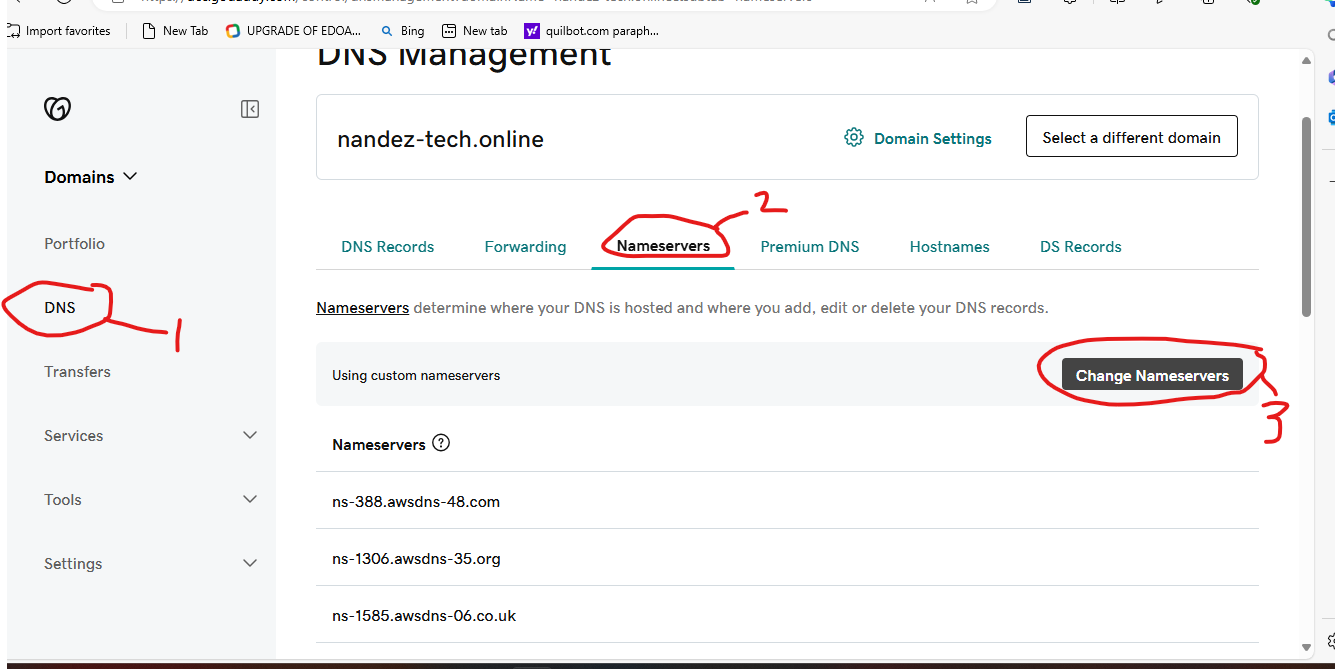 Import favorites
New Tab
UPGRADE OF EDOA...
Bing
New tab
quilbot.com paraph...
DNS Management
nandez-tech.online
Domain Settings
Select a different domain
Domains
Portfolio
DNS
1
Transfers
Services
Tools
Settings
2
DNS Records
Forwarding
Nameservers
Premium DNS
Hostnames
DS Records
Nameservers determine where your DNS is hosted and where you add, edit or delete your DNS records.
Using custom nameservers
Change Nameservers
3
Nameservers
ns-388.awsdns-48.com
ns-1306.awsdns-35.org
ns-1585.awsdns-06.co.uk